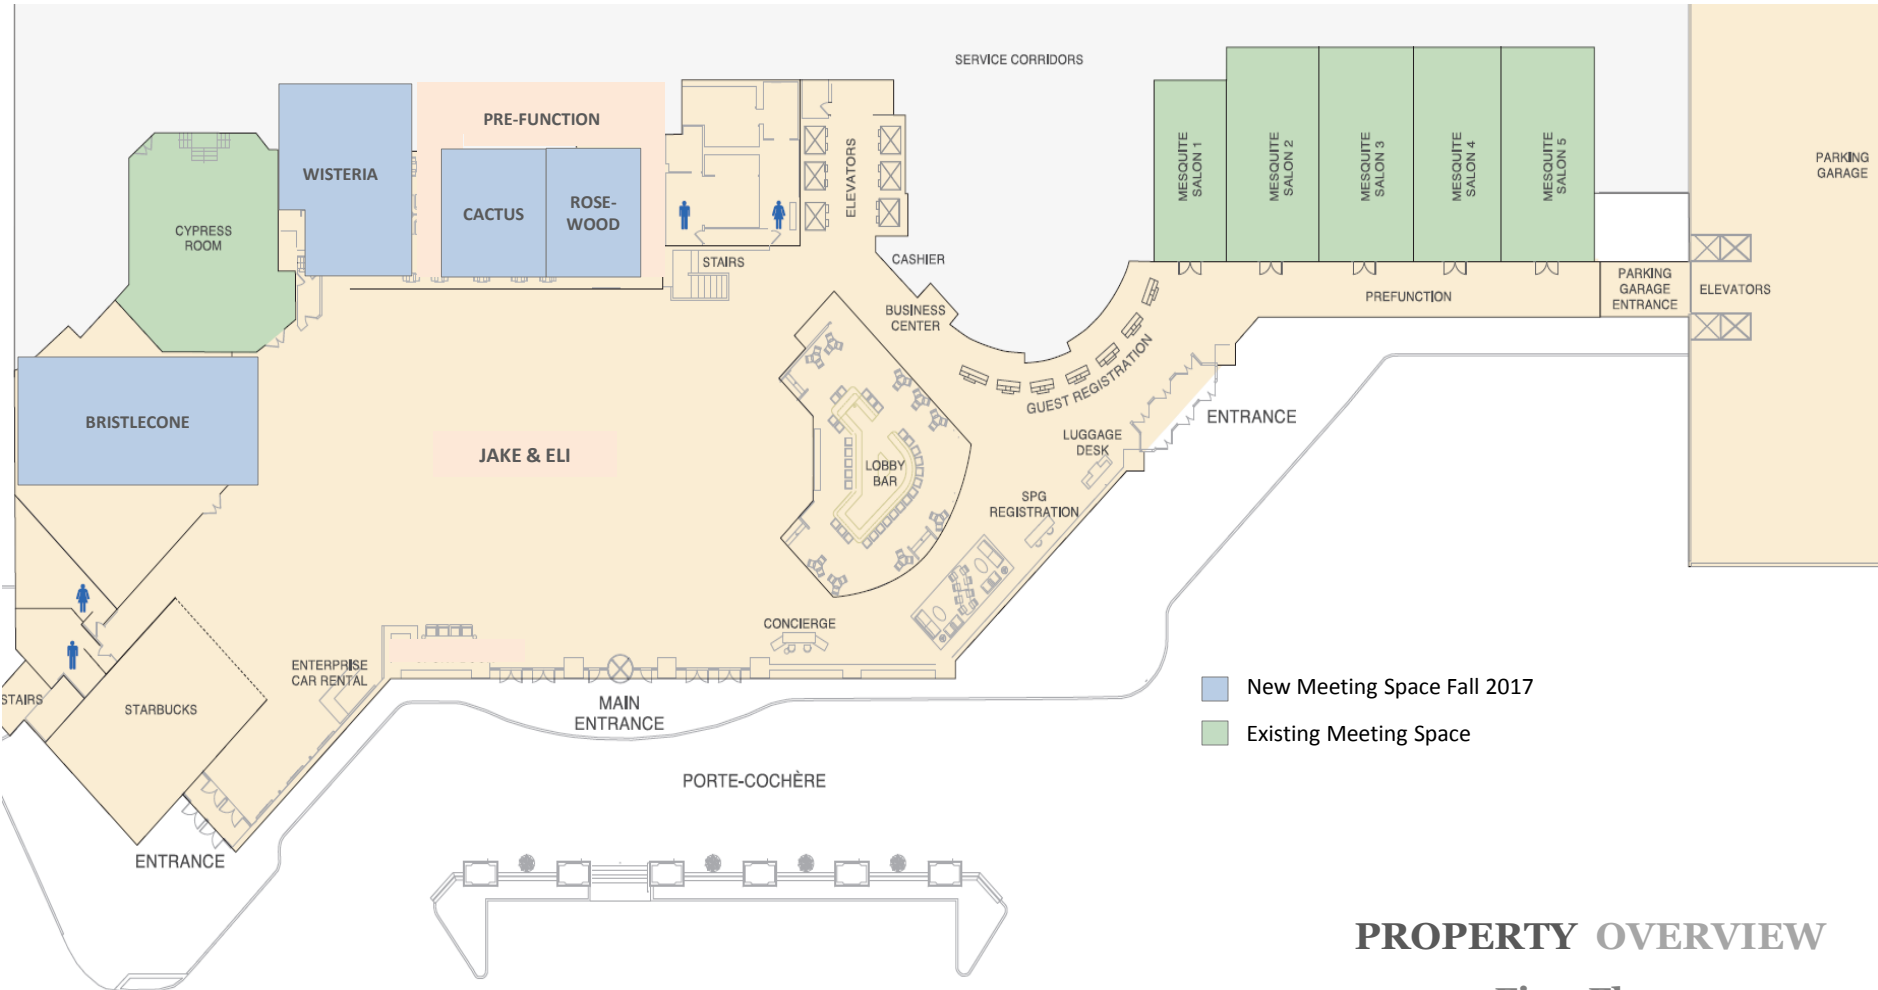 SERVICE CORRIDORS
PRE-FUNCTION
WISTERIA
CACTUS
ROSE-
WOOD
CYPRESS
ROOM
ELEVATORS
STAIRS
CASHIER
BUSINESS
CENTER
MESQUITE
SALON 1
MESQUITE
SALON 2
MESQUITE
SALON 3
MESQUITE
SALON 4
MESQUITE
SALON 5
PARKING
GARAGE
PREFUNCTION
PARKING
GARAGE
ENTRANCE
ELEVATORS
GUEST REGISTRATION
ENTRANCE
BRISTLECONE
JAKE & ELI
LOBBY
BAR
LUGGAGE
DESK
SPG
REGISTRATION
CONCIERGE
ENTERPRISE
CAR RENTAL
STAIRS
STARBUCKS
MAIN
ENTRANCE
New Meeting Space Fall 2017
Existing Meeting Space
PORTE-COCHÈRE
ENTRANCE
PROPERTY OVERVIEW